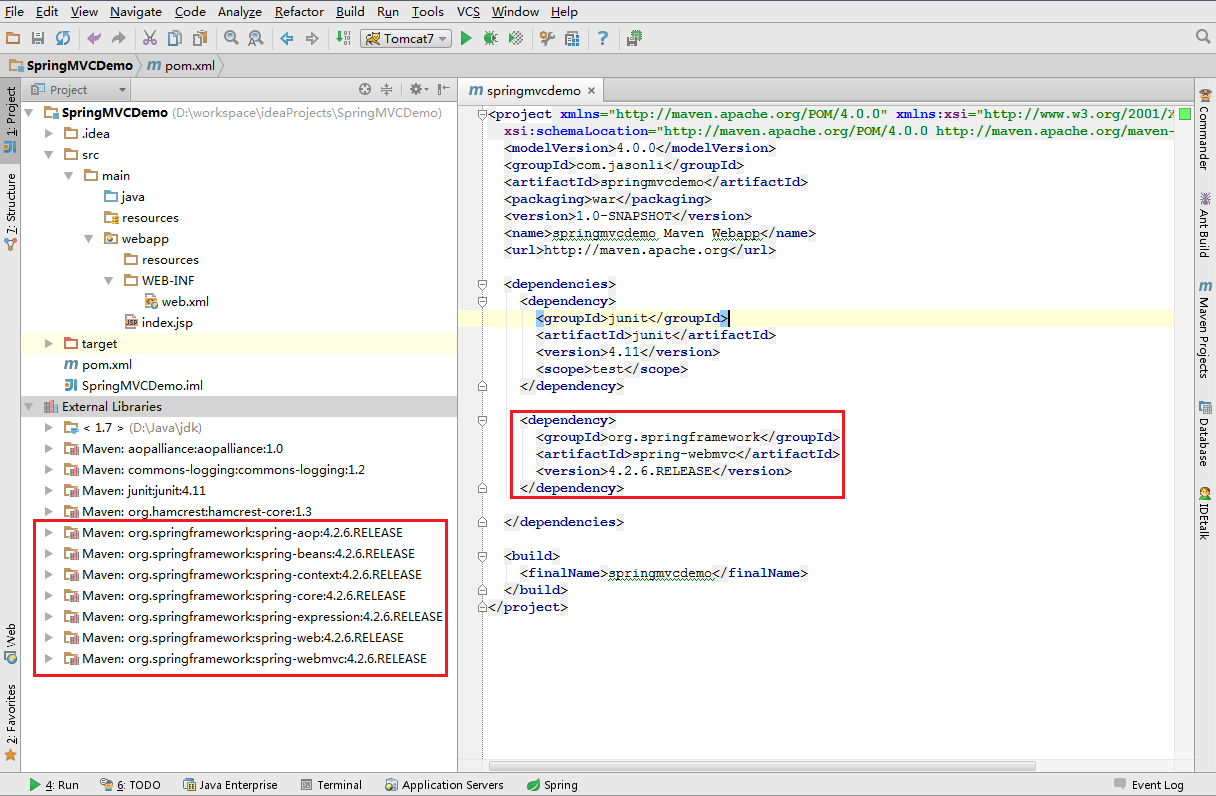 File Edit View Navigate Code Analyze Refactor Build Run Tools VCS Window Help
Tomcat7
SpringMVCDemo pom.xml
1: Project
7: Structure
Web
2: Favorites
Project
SpringMVCDemo (D:\workspace\ideaProjects\SpringMVCDemo)
.idea
src
main
java
resources
webapp
resources
WEB-INF
web.xml
index.jsp
target
pom.xml
SpringMVCDemo.iml
External Libraries
< 1.7 > (D:\Java\jdk)
Maven: aopalliance:aopalliance:1.0
Maven: commons-logging:commons-logging:1.2
Maven: junit:junit:4.11
Maven: org.hamcrest:hamcrest-core:1.3
Maven: org.springframework:spring-aop:4.2.6.RELEASE
Maven: org.springframework:spring-beans:4.2.6.RELEASE
Maven: org.springframework:spring-context:4.2.6.RELEASE
Maven: org.springframework:spring-core:4.2.6.RELEASE
Maven: org.springframework:spring-expression:4.2.6.RELEASE
Maven: org.springframework:spring-web:4.2.6.RELEASE
Maven: org.springframework:spring-webmvc:4.2.6.RELEASE
springmvcdemo
<project xmlns="http://maven.apache.org/POM/4.0.0" xmlns:xsi="http://www.w3.org/2001/
xsi:schemaLocation="http://maven.apache.org/POM/4.0.0 http://maven.apache.org/maven-
<modelVersion>4.0.0</modelVersion>
<groupId>com.jasonli</groupId>
<artifactId>springmvcdemo</artifactId>
<packaging>war</packaging>
<version>1.0-SNAPSHOT</version>
<name>springmvcdemo Maven Webapp</name>
<url>http://maven.apache.org</url>
<dependencies>
<dependency>
<groupId>junit</groupId>
<artifactId>junit</artifactId>
<version>4.11</version>
<scope>test</scope>
</dependency>
<dependency>
<groupId>org.springframework</groupId>
<artifactId>spring-webmvc</artifactId>
<version>4.2.6.RELEASE</version>
</dependency>
</dependencies>
<build>
<finalName>springmvcdemo</finalName>
</build>
</project>
Commander
Ant Build
Maven Projects
Database
IDEtalk
4: Run 6: TODO Java Enterprise Terminal Application Servers Spring Event Log